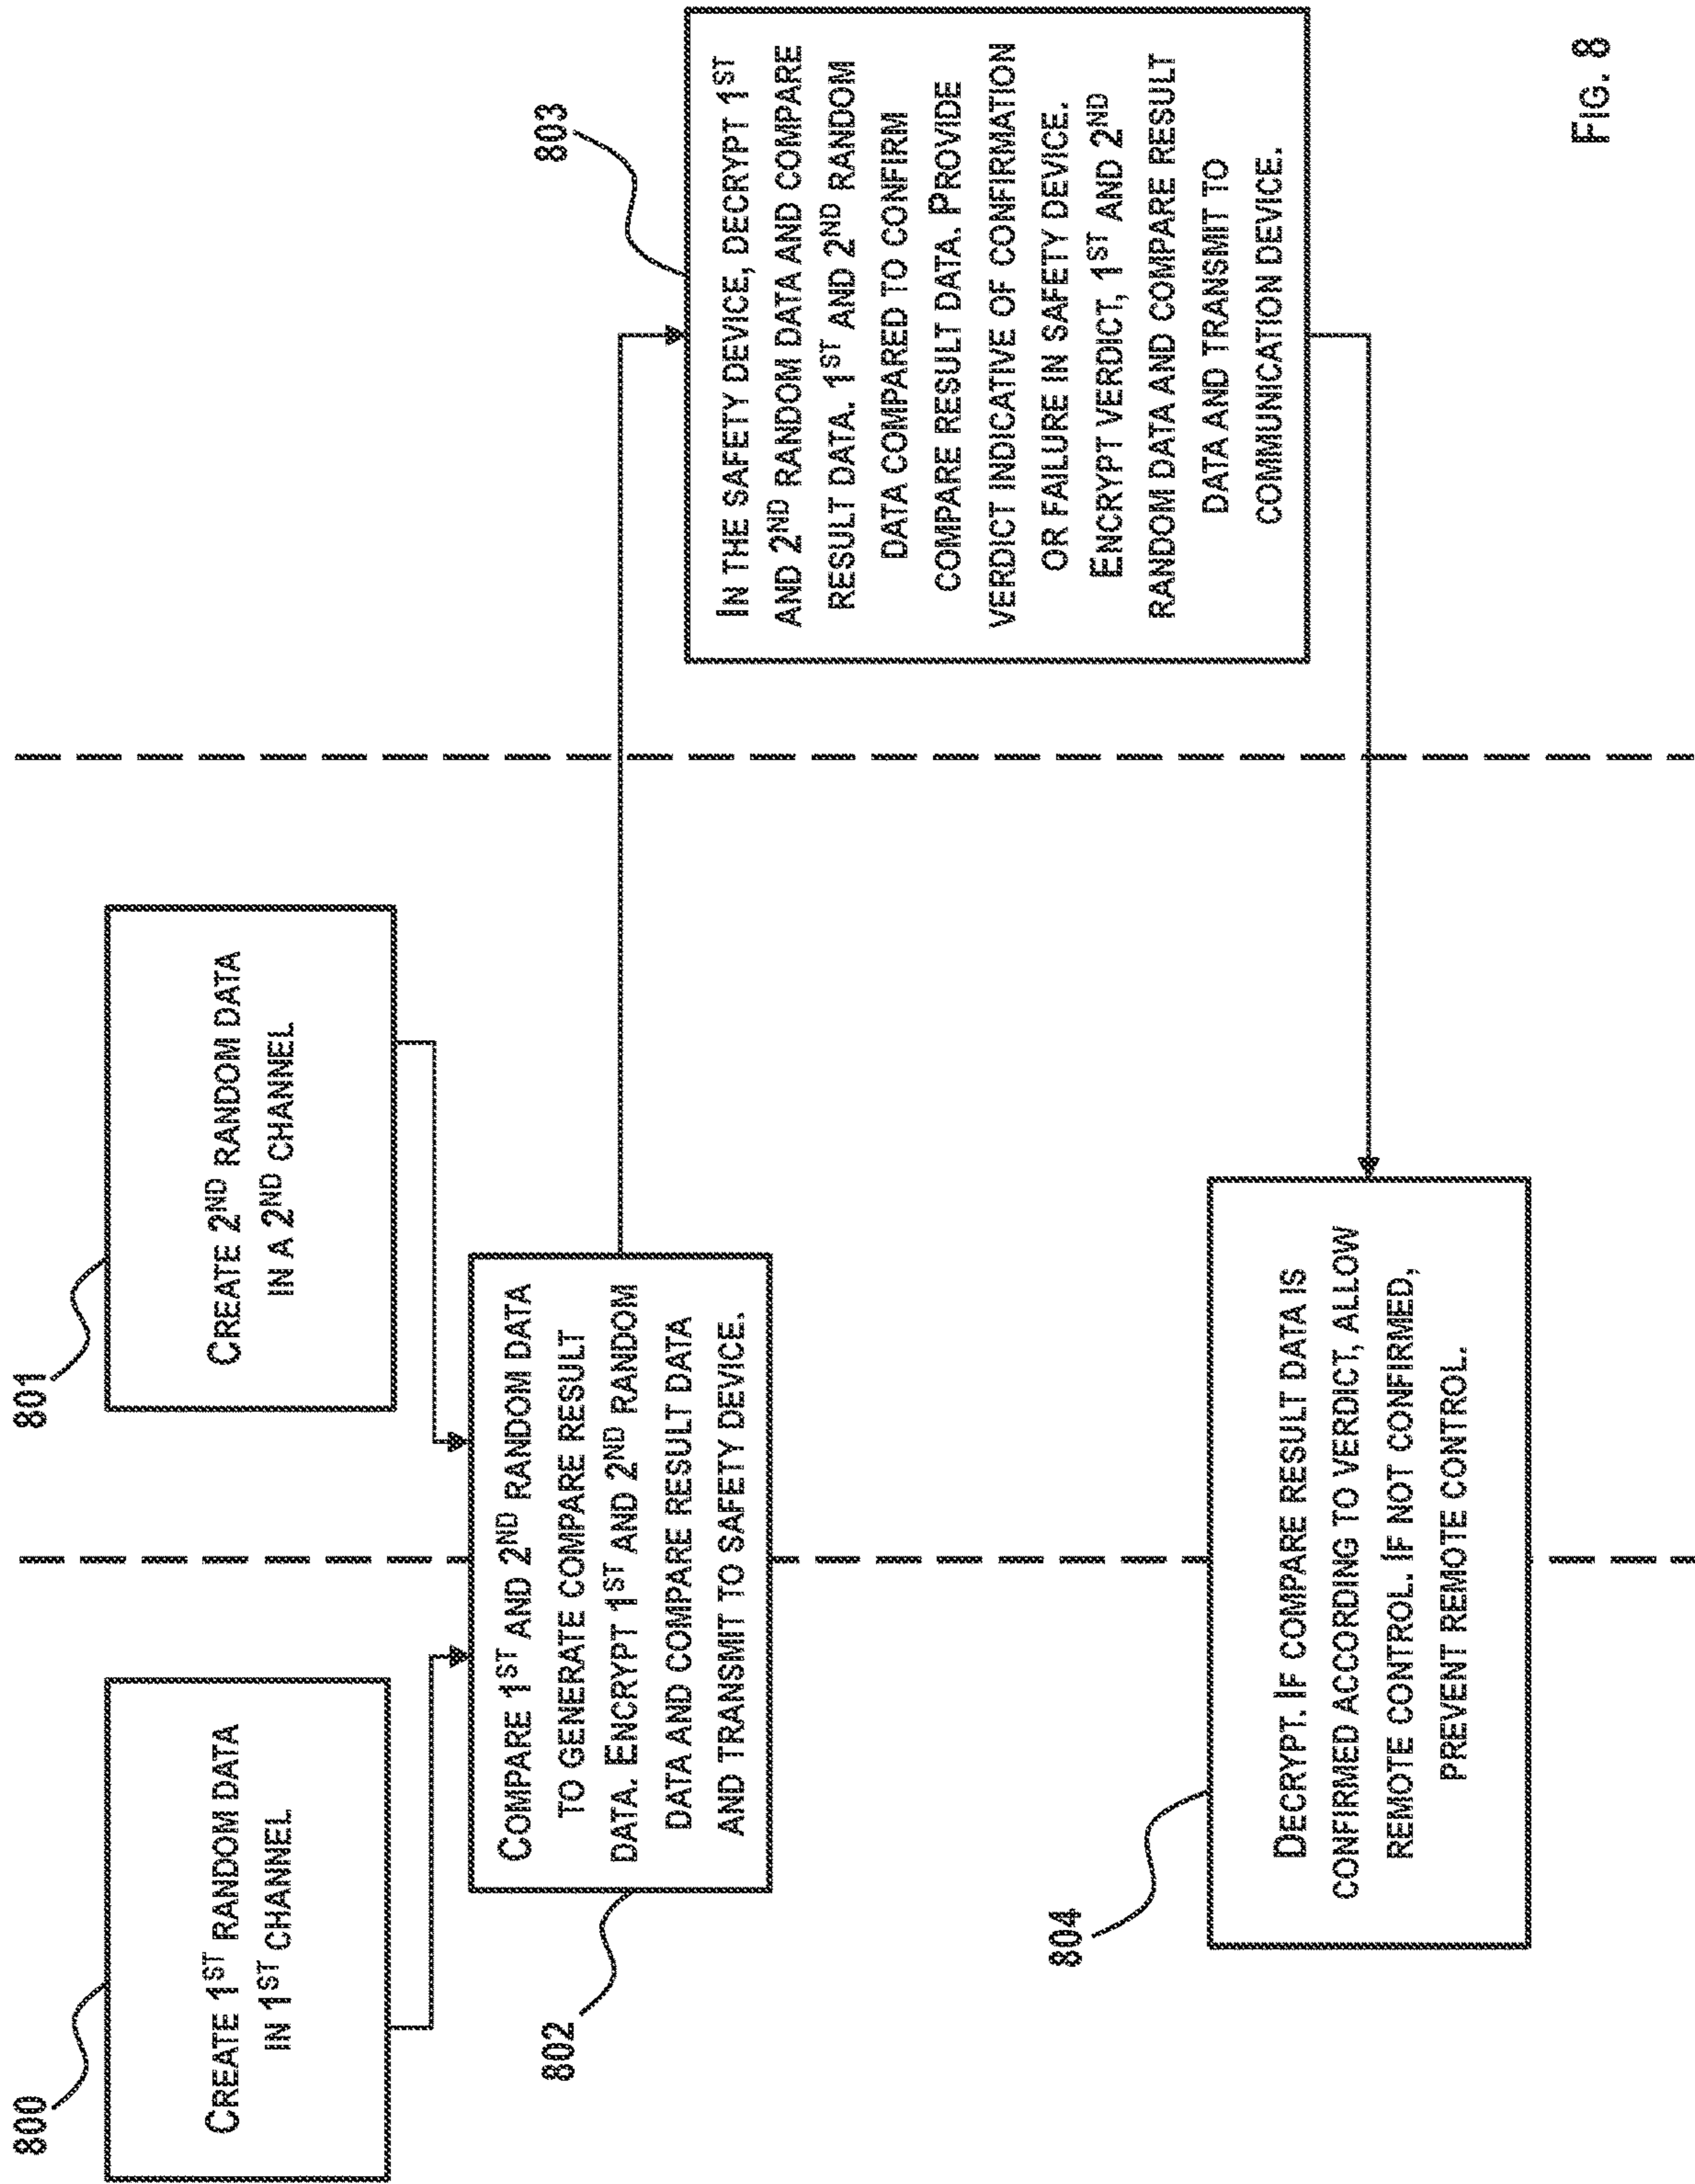 800
CREATE 1ST RANDOM DATA
IN 1ST CHANNEL
801
CREATE 2ND RANDOM DATA
IN A 2ND CHANNEL
802
COMPARE 1ST AND 2ND RANDOM DATA
TO GENERATE COMPARE RESULT
DATA. ENCRYPT 1ST AND 2ND RANDOM
DATA AND COMPARE RESULT DATA
AND TRANSMIT TO SAFETY DEVICE.
803
IN THE SAFETY DEVICE, DECRYPT 1ST
AND 2ND RANDOM DATA AND COMPARE
RESULT DATA. 1ST AND 2ND RANDOM
DATA COMPARED TO CONFIRM
COMPARE RESULT DATA. PROVIDE
VERDICT INDICATIVE OF CONFIRMATION
OR FAILURE IN SAFETY DEVICE.
ENCRYPT VERDICT, 1ST AND 2ND
RANDOM DATA AND COMPARE RESULT
DATA AND TRANSMIT TO
COMMUNICATION DEVICE.
804
DECRYPT. IF COMPARE RESULT DATA IS
CONFIRMED ACCORDING TO VERDICT, ALLOW
REMOTE CONTROL. IF NOT CONFIRMED,
PREVENT REMOTE CONTROL.
FIG. 8